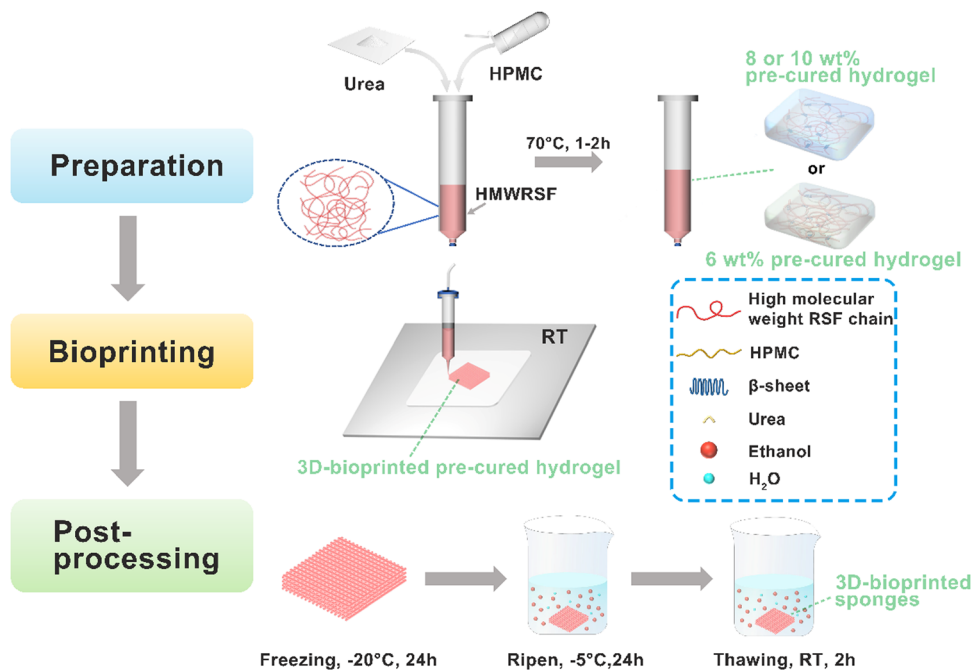 Urea
HPMC
8 or 10 wt%
pre-cured hydrogel
Preparation
70°C, 1-2h
or
HMWRSF
6 wt% pre-cured hydrogel
High molecular
weight RSF chain
RT
Bioprinting
HPMC
β-sheet
Urea
Ethanol
3D-bioprinted pre-cured hydrogel
H₂O
Post-
processing
3D-bioprinted
sponges
Freezing, -20°C, 24h
Ripen, -5°C,24h
Thawing, RT, 2h